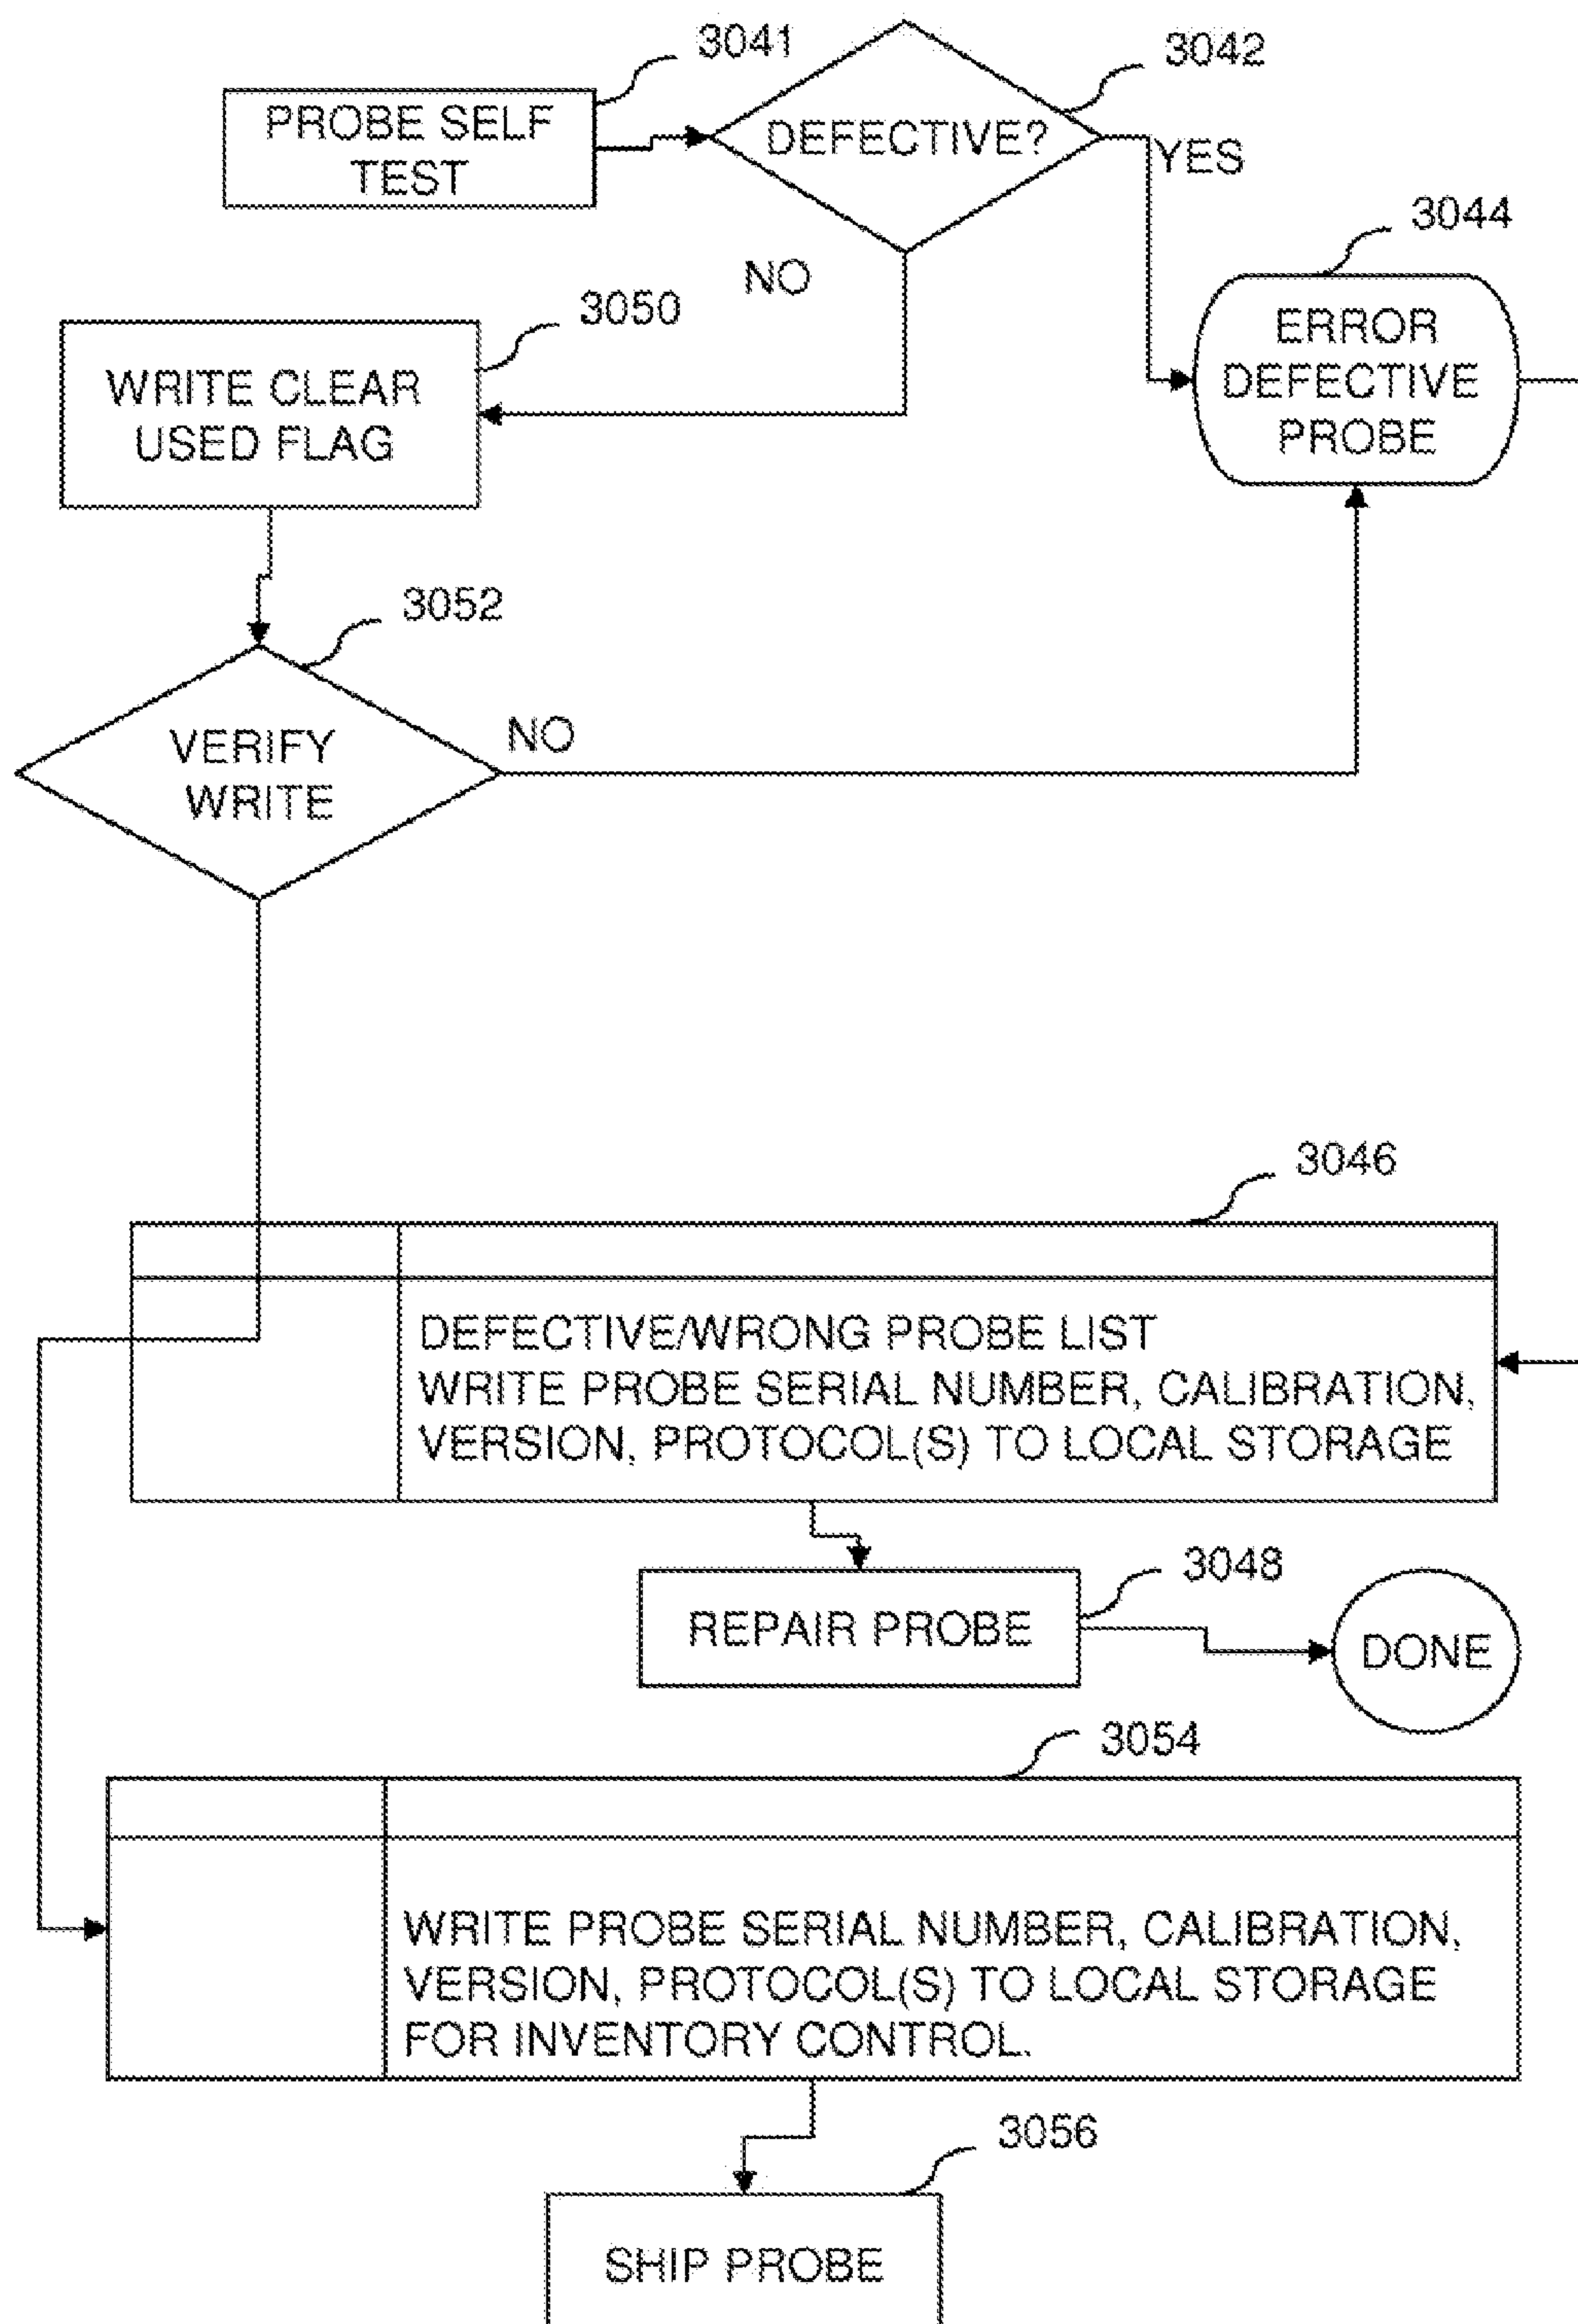 3041
3042
PROBE SELF
TEST
DEFECTIVE?
YES
3044
NO
3050
ERROR
DEFECTIVE
PROBE
WRITE CLEAR
USED FLAG
3052
VERIFY
WRITE
NO
3046
DEFECTIVE/WRONG PROBE LIST
WRITE PROBE SERIAL NUMBER, CALIBRATION,
VERSION, PROTOCOL(S) TO LOCAL STORAGE
3048
REPAIR PROBE
DONE
3054
WRITE PROBE SERIAL NUMBER, CALIBRATION,
VERSION, PROTOCOL(S) TO LOCAL STORAGE
FOR INVENTORY CONTROL.
3056
SHIP PROBE